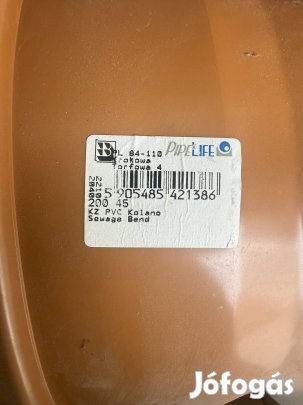 PL 84-110 PIPELIFE
Krokowa
Torfowa 4
5 905485 421386
200 45
KZ PVC Kolano
Sewage Bend
Jófogás